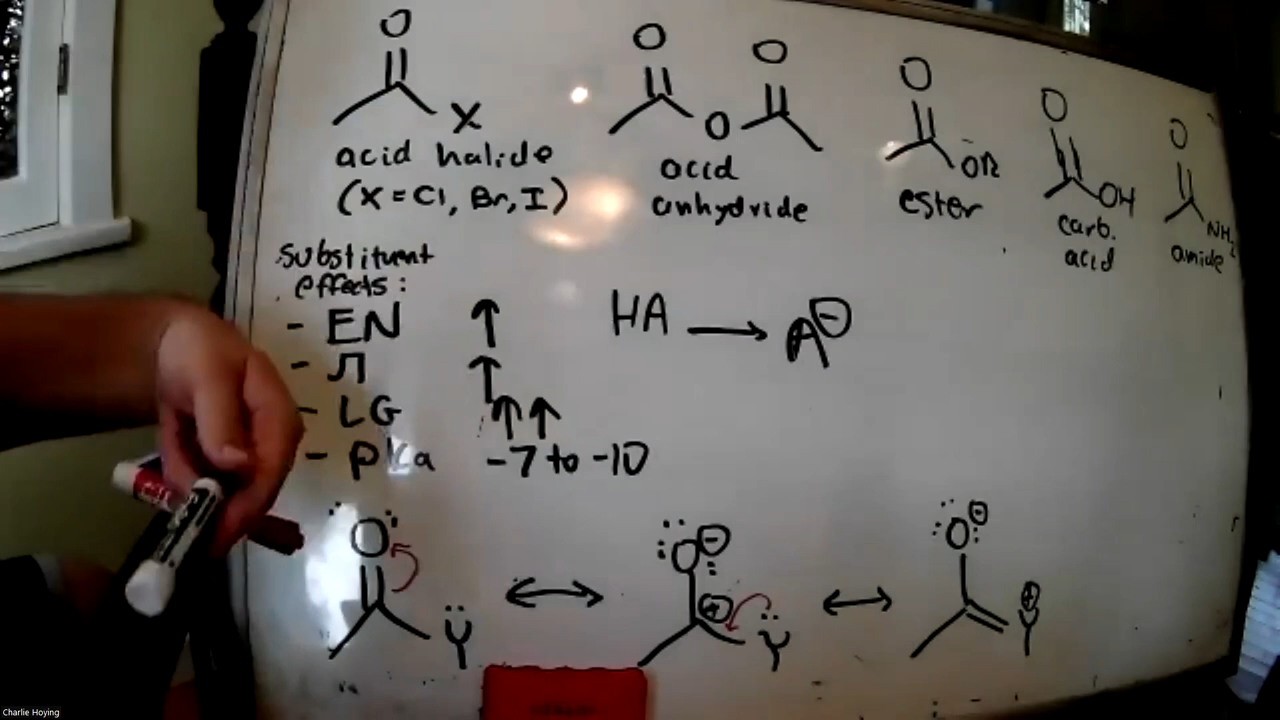 O
O
O
O
O
O
X
O
OR
OH
NH2
acid halide
(X = Cl, Br, I)
acid
anhydride
ester
carb.
acid
amide
Substituent
effects:
- EN ↑
- π ↑
- LG ↑↑
- pKa -7 to -10
HA → A⊖
O ↔ O⊖ ↔ O⊖
Y ⊕ Y ⊕ Y
Charlie Hoying